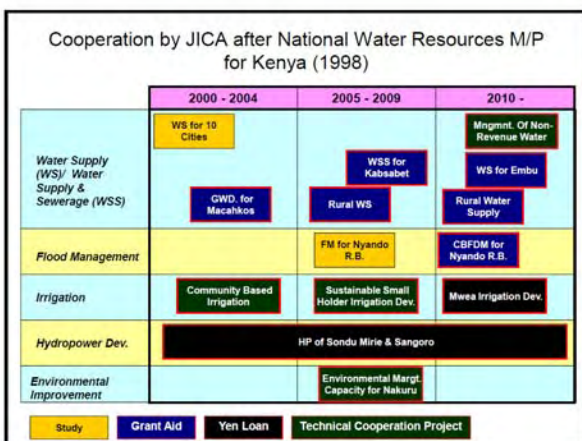 Cooperation by JICA after National Water Resources M/P
for Kenya (1998)
2000 - 2004
2005 - 2009
2010 -
Water Supply
(WS)/ Water
Supply &
Sewerage (WSS)
WS for 10
Cities
Mngmnt. Of Non-
Revenue Water
WSS for
Kabsabet
WS for Embu
GWD. for
Macahkos
Rural WS
Rural Water
Supply
Flood Management
FM for Nyando
R.B.
CBFDM for
Nyando R.B.
Irrigation
Community Based
Irrigation
Sustainable Small
Holder Irrigation Dev.
Mwea Irrigation Dev.
Hydropower Dev.
HP of Sondu Mirie & Sangoro
Environmental
Improvement
Environmental Margt.
Capacity for Nakuru
Study
Grant Aid
Yen Loan
Technical Cooperation Project